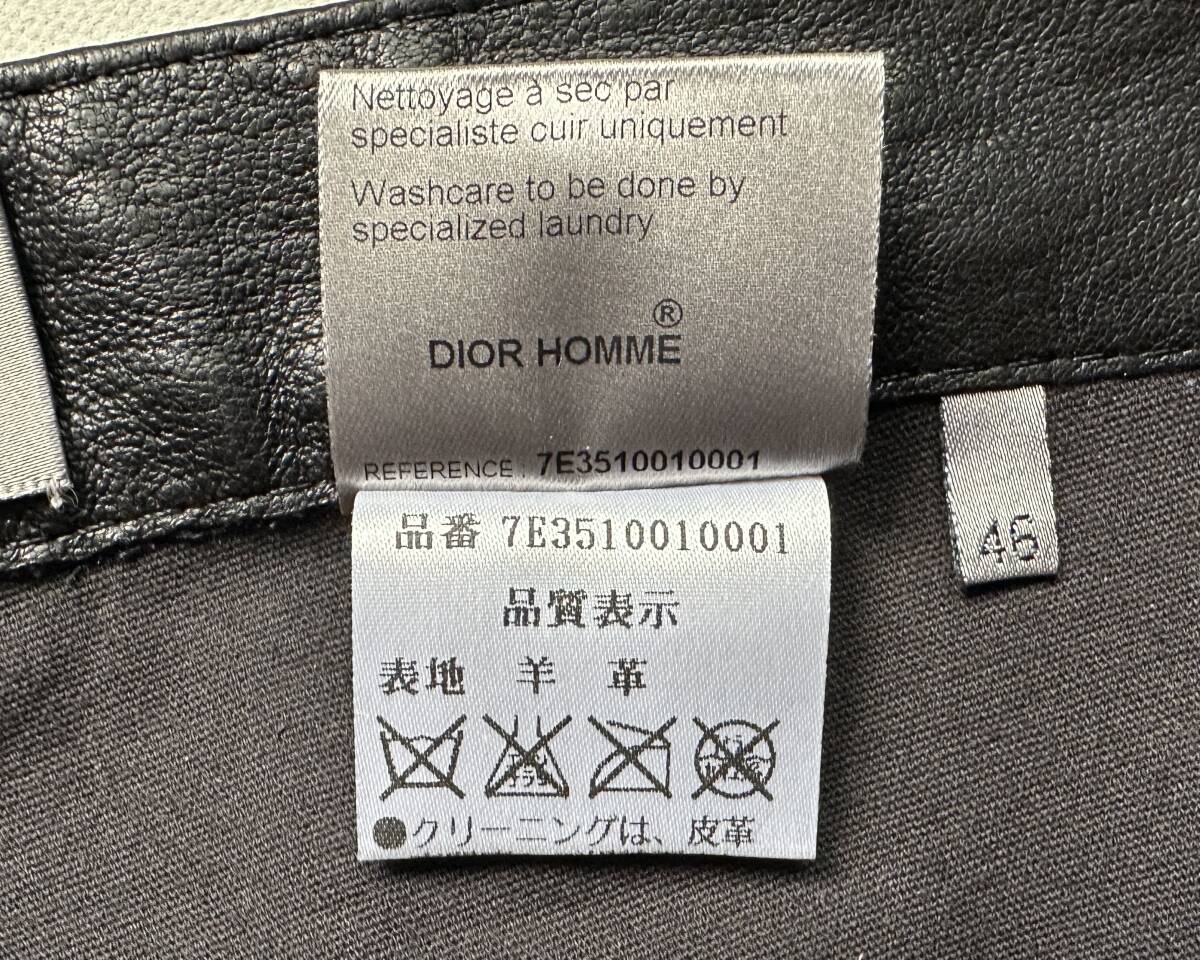 Nettoyage à sec par
specialiste cuir uniquement
Washcare to be done by
specialized laundry
®
DIOR HOMME
REFERENCE : 7E3510010001
品番 7E3510010001
品質表示
表地 羊 革
●クリーニングは、皮革
46